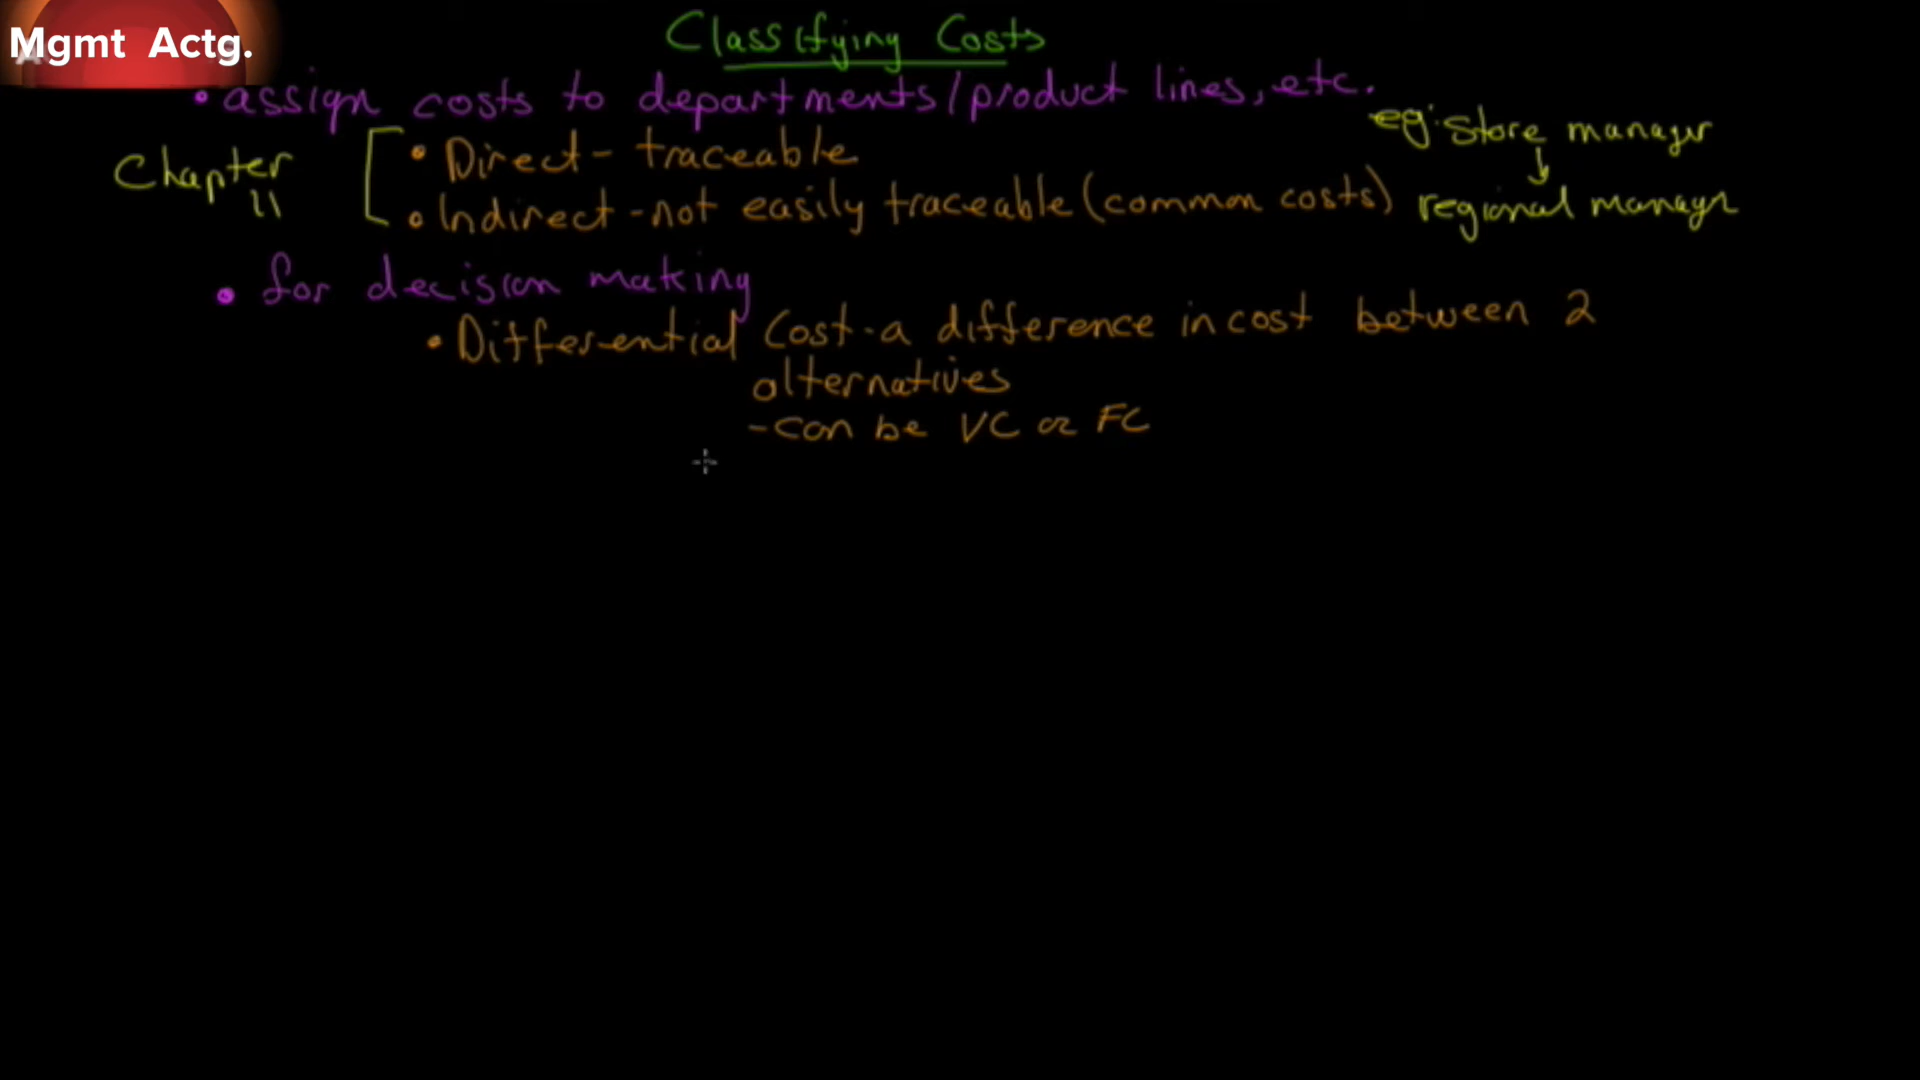 Mgmt Actg.
Classifying Costs
• assign costs to departments/product lines, etc.
eg: Store manager
Chapter 11
• Direct - traceable
• Indirect - not easily traceable (common costs)
regional manager
• for decision making
• Differential Cost - a difference in cost between 2
alternatives
- can be VC or FC